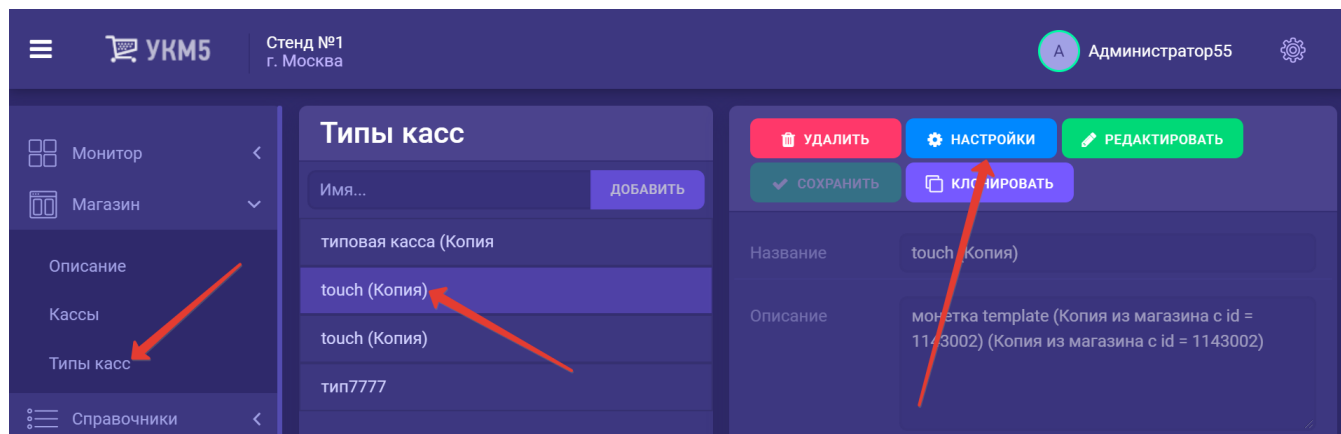 УКМ5
Стенд №1
г. Москва
А
Администратор55
Монитор
Магазин
Описание
Кассы
Типы касс
Справочники
Типы касс
Имя...
ДОБАВИТЬ
типовая касса (Копия
touch (Копия)
touch (Копия)
тип7777
УДАЛИТЬ
НАСТРОЙКИ
РЕДАКТИРОВАТЬ
СОХРАНИТЬ
КЛОНИРОВАТЬ
Название
touch (Копия)
Описание
монетка template (Копия из магазина с id =
1143002) (Копия из магазина с id = 1143002)